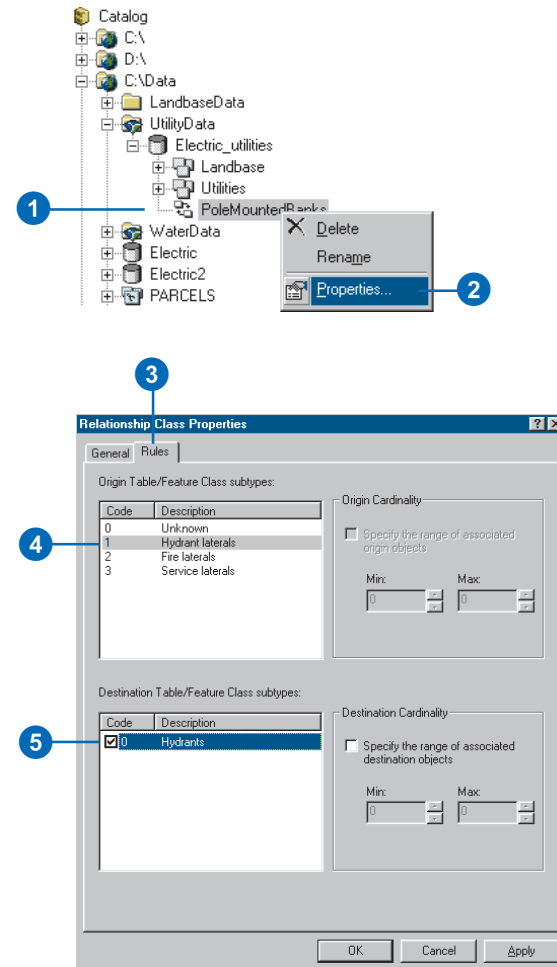 Catalog
C:\
D:\
C:\Data
LandbaseData
UtilityData
Electric_utilities
Landbase
Utilities
1
PoleMountedBanks
Delete
WaterData
Electric
Rename
Electric2
PARCELS
Properties...
2
3
Relationship Class Properties
General Rules
Origin Table/Feature Class subtypes:
Code Description
0 Unknown
1 Hydrant laterals
2 Fire laterals
3 Service laterals
4
Origin Cardinality
Specify the range of associated
origin objects
Min: Max:
0 0
Destination Table/Feature Class subtypes:
Code Description
0 Hydrants
5
Destination Cardinality
Specify the range of associated
destination objects
Min: Max:
0 0
OK Cancel Apply